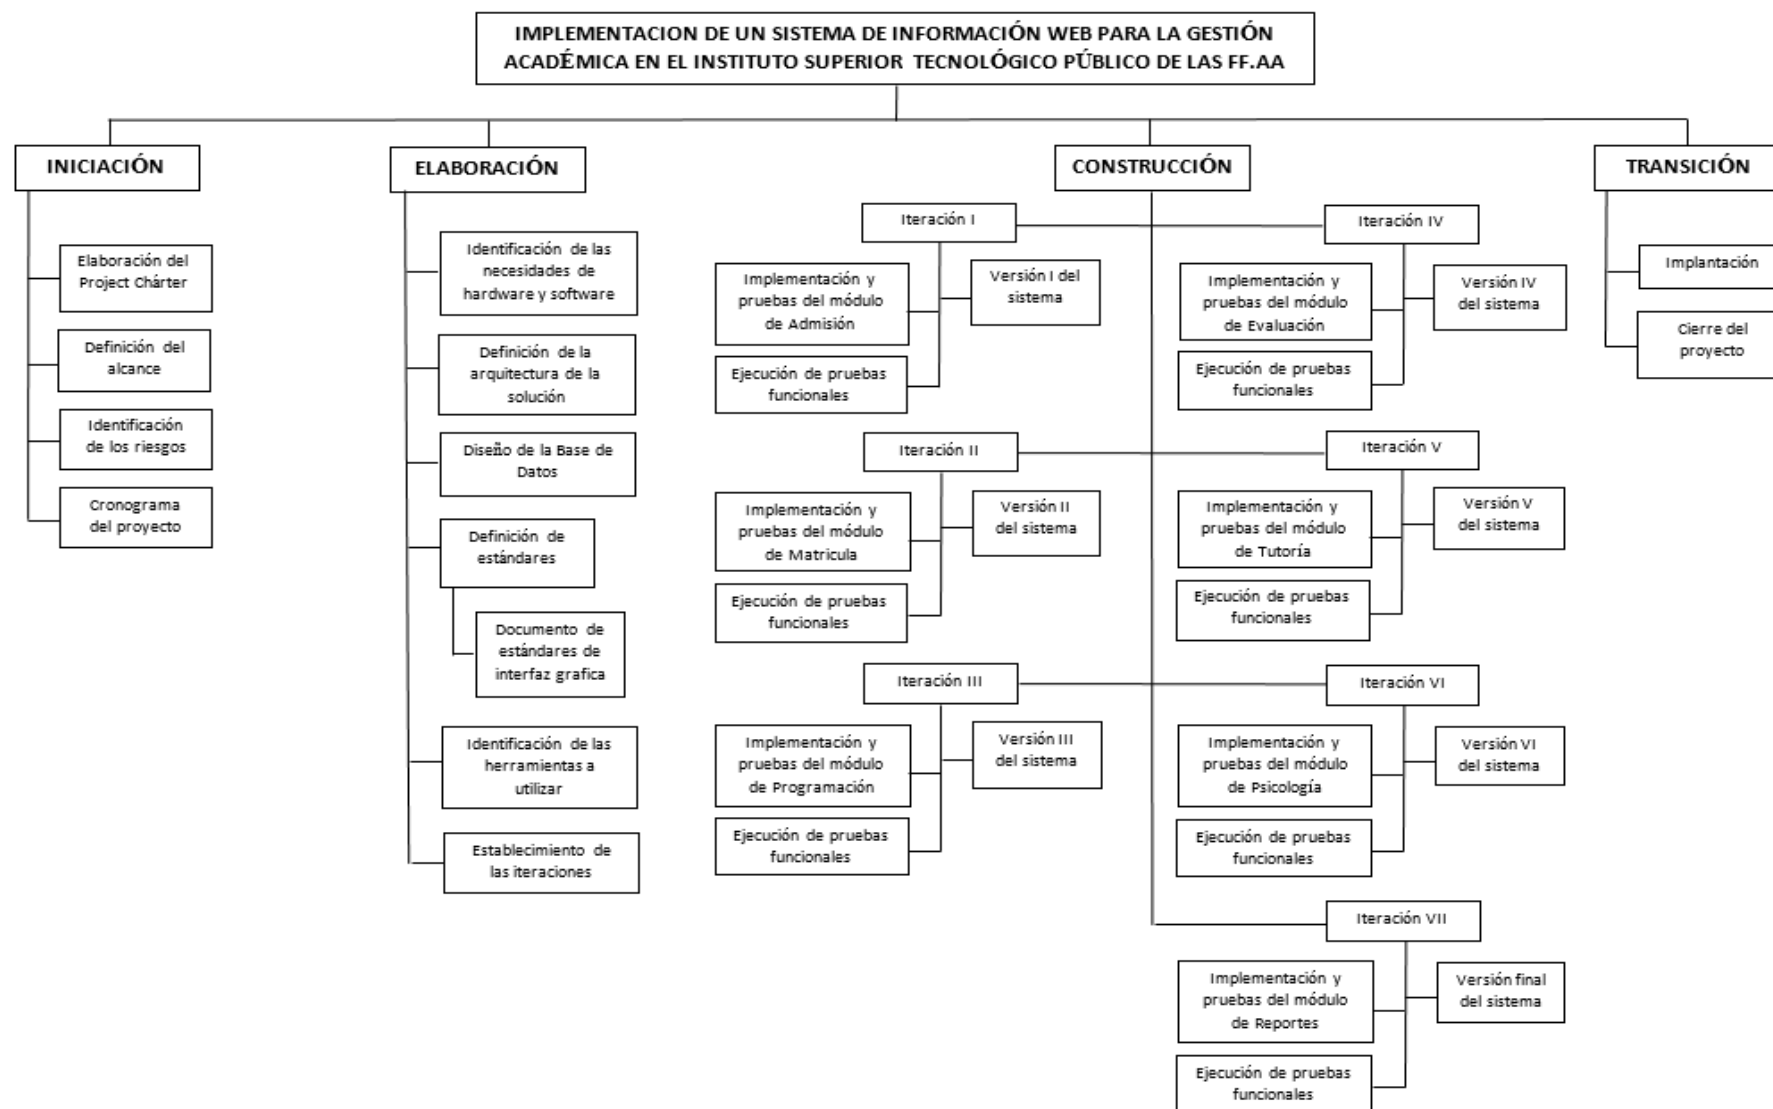 IMPLEMENTACION DE UN SISTEMA DE INFORMACIÓN WEB PARA LA GESTIÓN
ACADÉMICA EN EL INSTITUTO SUPERIOR TECNOLÓGICO PÚBLICO DE LAS FF.AA
INICIACIÓN
Elaboración del
Project Chárter
Definición del
alcance
Identificación
de los riesgos
Cronograma
del proyecto
ELABORACIÓN
Identificación de las
necesidades de
hardware y software
Definición de la
arquitectura de la
solución
Diseño de la Base de
Datos
Definición de
estándares
Documento de
estándares de
interfaz grafica
Identificación de las
herramientas a
utilizar
Establecimiento de
las iteraciones
CONSTRUCCIÓN
Iteración I
Implementación y
pruebas del módulo
de Admisión
Versión I del
sistema
Ejecución de pruebas
funcionales
Iteración II
Implementación y
pruebas del módulo
de Matricula
Versión II
del sistema
Ejecución de pruebas
funcionales
Iteración III
Implementación y
pruebas del módulo
de Programación
Versión III
del sistema
Ejecución de pruebas
funcionales
Iteración IV
Implementación y
pruebas del módulo
de Evaluación
Versión IV
del sistema
Ejecución de pruebas
funcionales
Iteración V
Implementación y
pruebas del módulo
de Tutoría
Versión V
del sistema
Ejecución de pruebas
funcionales
Iteración VI
Implementación y
pruebas del módulo
de Psicología
Versión VI
del sistema
Ejecución de pruebas
funcionales
Iteración VII
Implementación y
pruebas del módulo
de Reportes
Versión final
del sistema
Ejecución de pruebas
funcionales
TRANSICIÓN
Implantación
Cierre del
proyecto